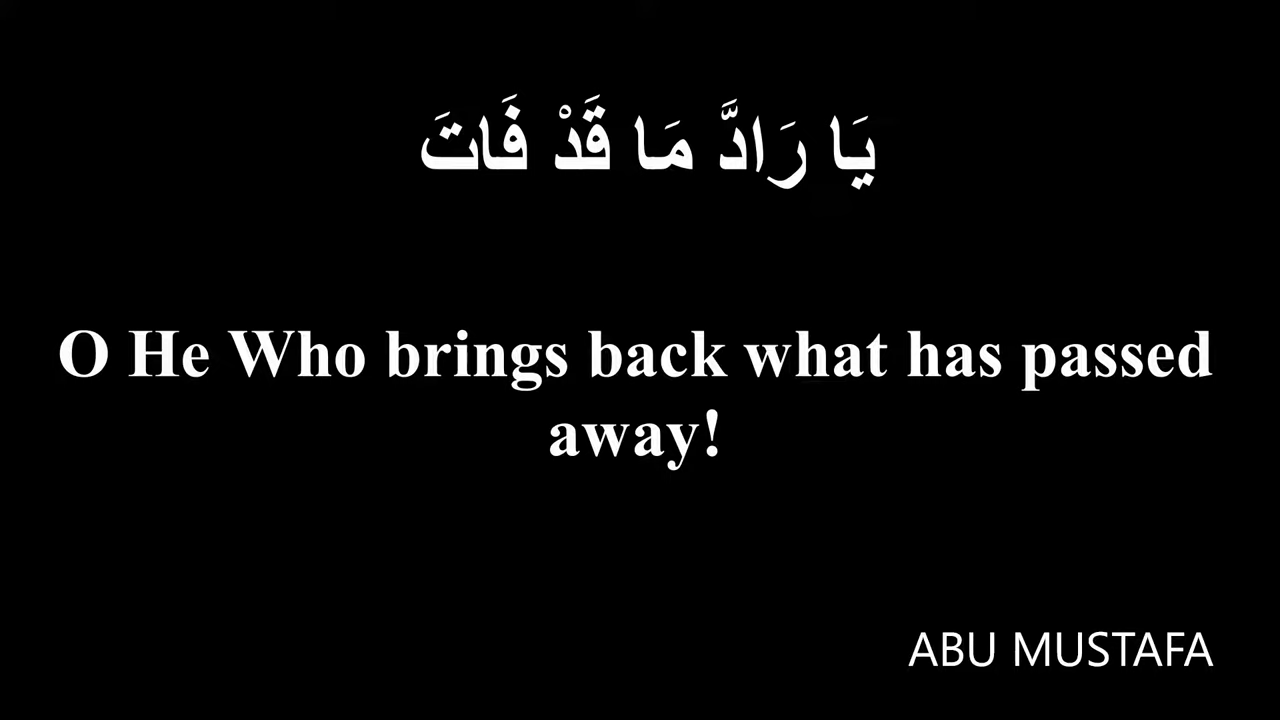 يَا رَادَّ مَا قَدْ فَاتَ
O He Who brings back what has passed
away!
ABU MUSTAFA